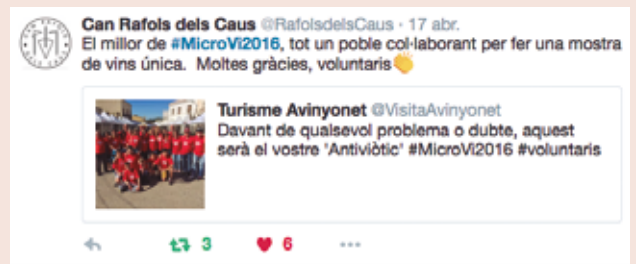 Can Rafols dels Caus @RafolsdelsCaus · 17 abr.
El millor de #MicroVi2016, tot un poble col·laborant per fer una mostra
de vins única. Moltes gràcies, voluntaris👏
Turisme Avinyonet @VisitaAvinyonet
Davant de qualsevol problema o dubte, aquest
serà el vostre 'Antiviòtic' #MicroVi2016 #voluntaris
3 6